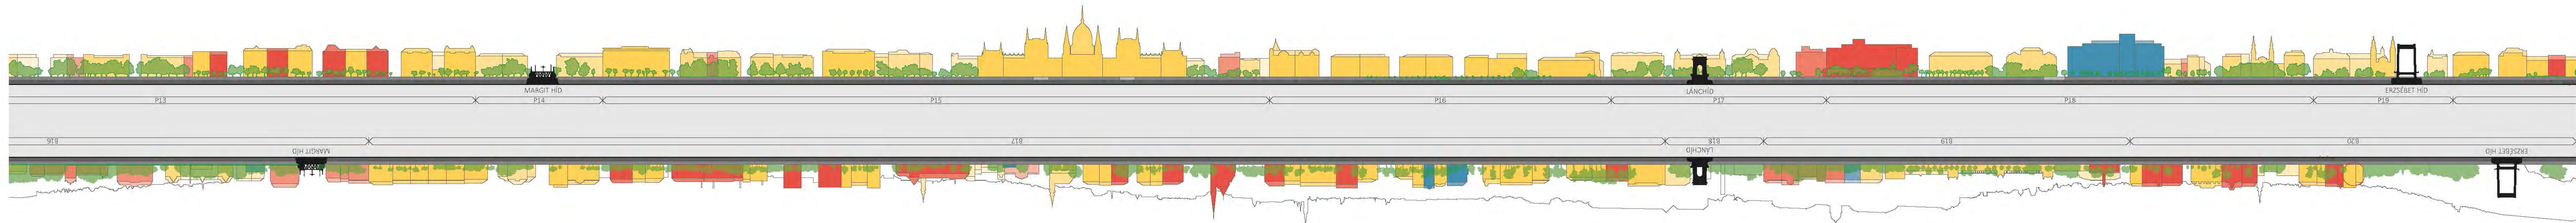 MARGIT HÍD
LÁNCHÍD
ERZSÉBET HÍD
P13
P14
P15
P16
P17
P18
P19
B16
B17
B18
B19
B20
MARGIT HÍD
LÁNCHÍD
ERZSÉBET HÍD